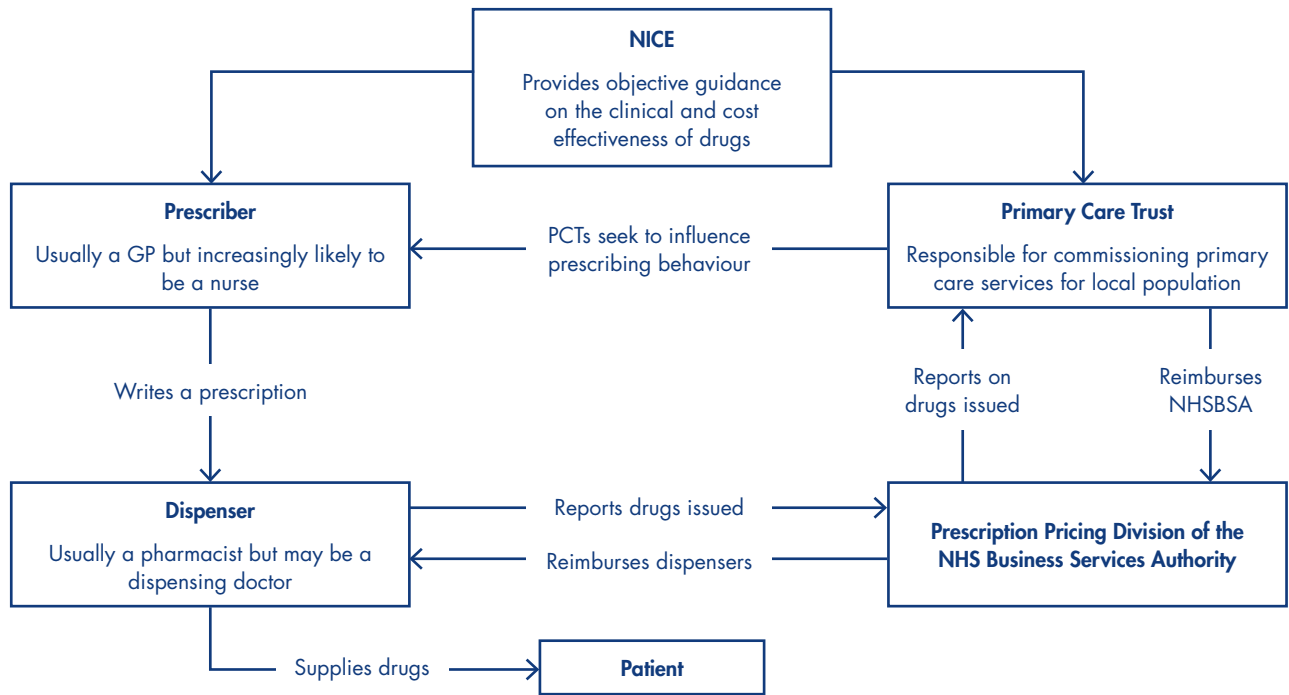 NICE
Provides objective guidance
on the clinical and cost
effectiveness of drugs
Prescriber
Usually a GP but increasingly likely to
be a nurse
PCTs seek to influence
prescribing behaviour
Primary Care Trust
Responsible for commissioning primary
care services for local population
Writes a prescription
Reports on
drugs issued
Reimburses
NHSBSA
Dispenser
Usually a pharmacist but may be a
dispensing doctor
Reports drugs issued
Reimburses dispensers
Prescription Pricing Division of the
NHS Business Services Authority
Supplies drugs
Patient